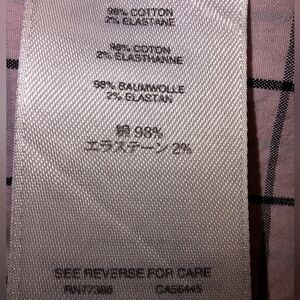 98% COTTON
2% ELASTANE
98% COTON
2% ELASTHANNE
98% BAUMWOLLE
2% ELASTAN
綿 98%
エラステーン 2%
SEE REVERSE FOR CARE
RN77388 CA56445